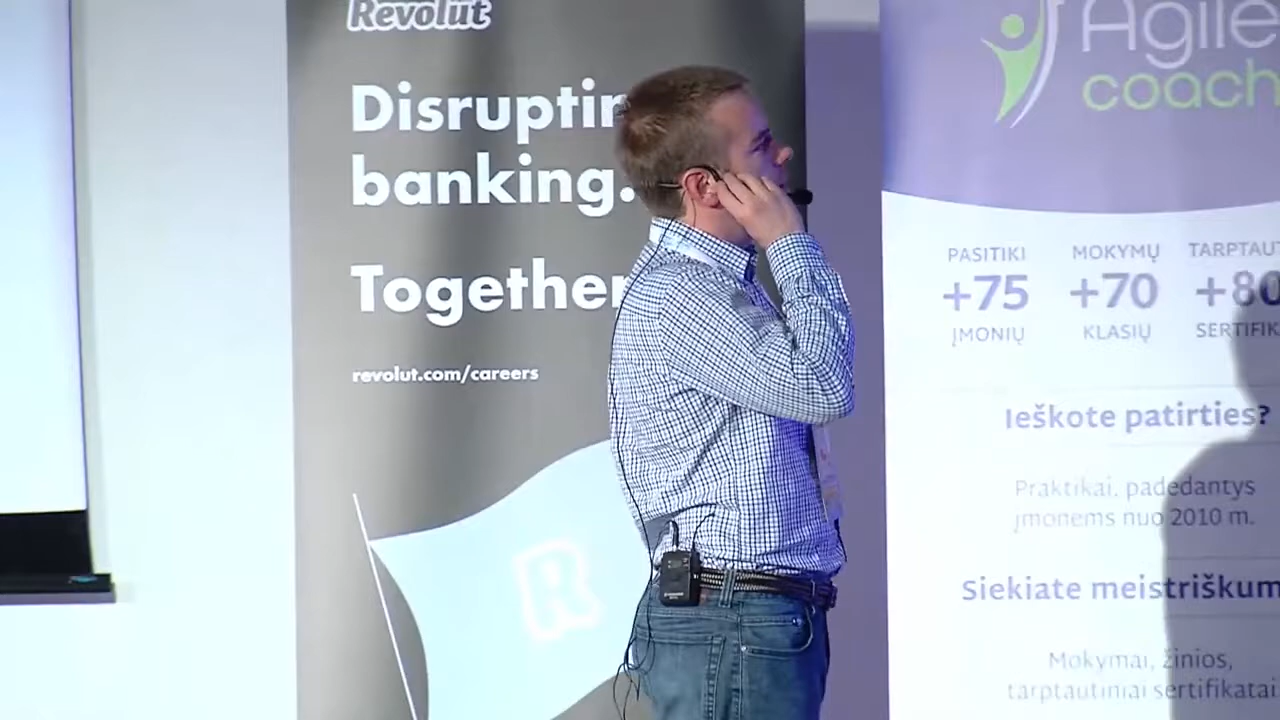 Revolut
Disruptin
banking.
Together
revolut.com/careers
R
Agile
coach
PASITIKI
+75
ĮMONIŲ
MOKYMŲ
+70
KLASIŲ
TARPTAUT
+80
SERTIFIK
Ieškote patirties?
Praktikai, padedantys
įmonėms nuo 2010 m.
Siekiate meistriškum
Mokymai, žinios,
tarptautiniai sertifikatai